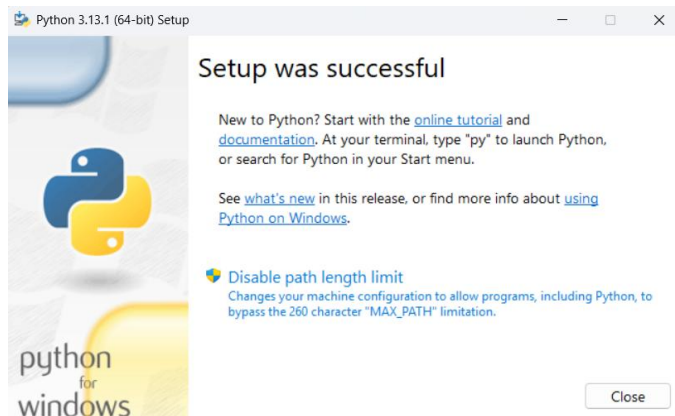 Python 3.13.1 (64-bit) Setup
Setup was successful
New to Python? Start with the online tutorial and
documentation. At your terminal, type "py" to launch Python,
or search for Python in your Start menu.
See what's new in this release, or find more info about using
Python on Windows.
Disable path length limit
Changes your machine configuration to allow programs, including Python, to
bypass the 260 character "MAX_PATH" limitation.
python
for
windows
Close